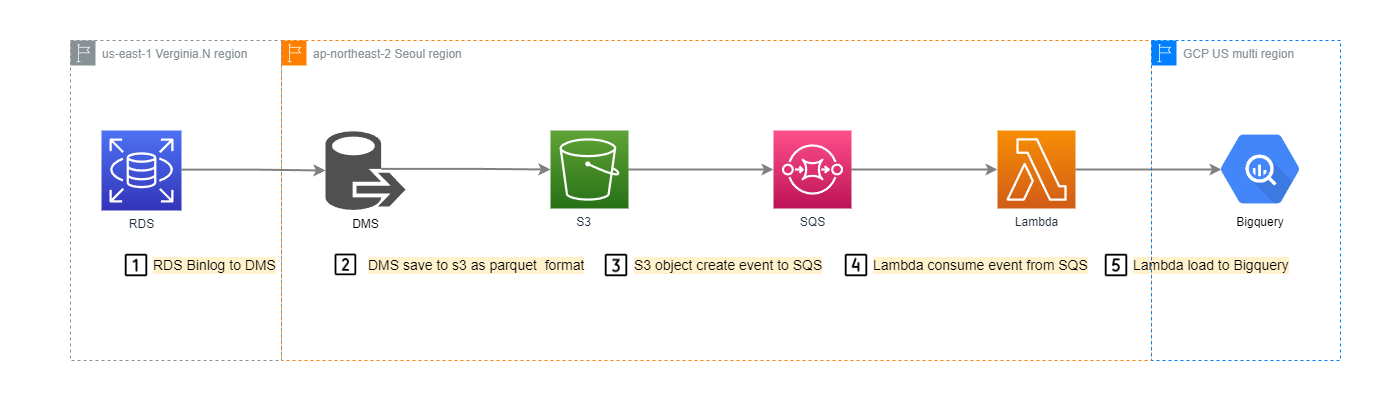 us-east-1 Verginia.N region
ap-northeast-2 Seoul region
GCP US multi region
RDS
DMS
S3
SQS
Lambda
Bigquery
1 RDS Binlog to DMS
2 DMS save to s3 as parquet  format
3 S3 object create event to SQS
4 Lambda consume event from SQS
5 Lambda load to Bigquery